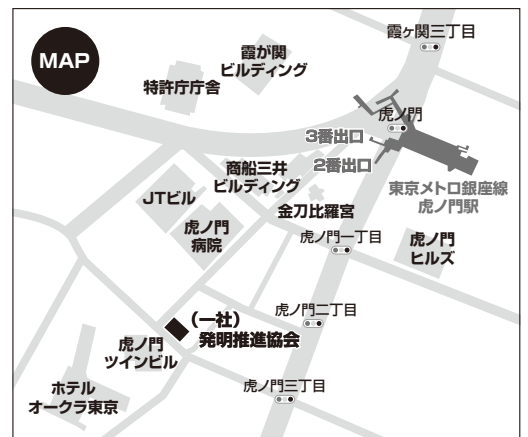 MAP
霞ヶ関三丁目
霞が関
ビルディング
特許庁庁舎
虎ノ門
3番出口
2番出口
商船三井
ビルディング
東京メトロ銀座線
虎ノ門駅
JTビル
金刀比羅宮
虎ノ門
病院
虎ノ門一丁目
虎ノ門
ヒルズ
虎ノ門二丁目
(一社)
発明推進協会
虎ノ門
ツインビル
虎ノ門三丁目
ホテル
オークラ東京